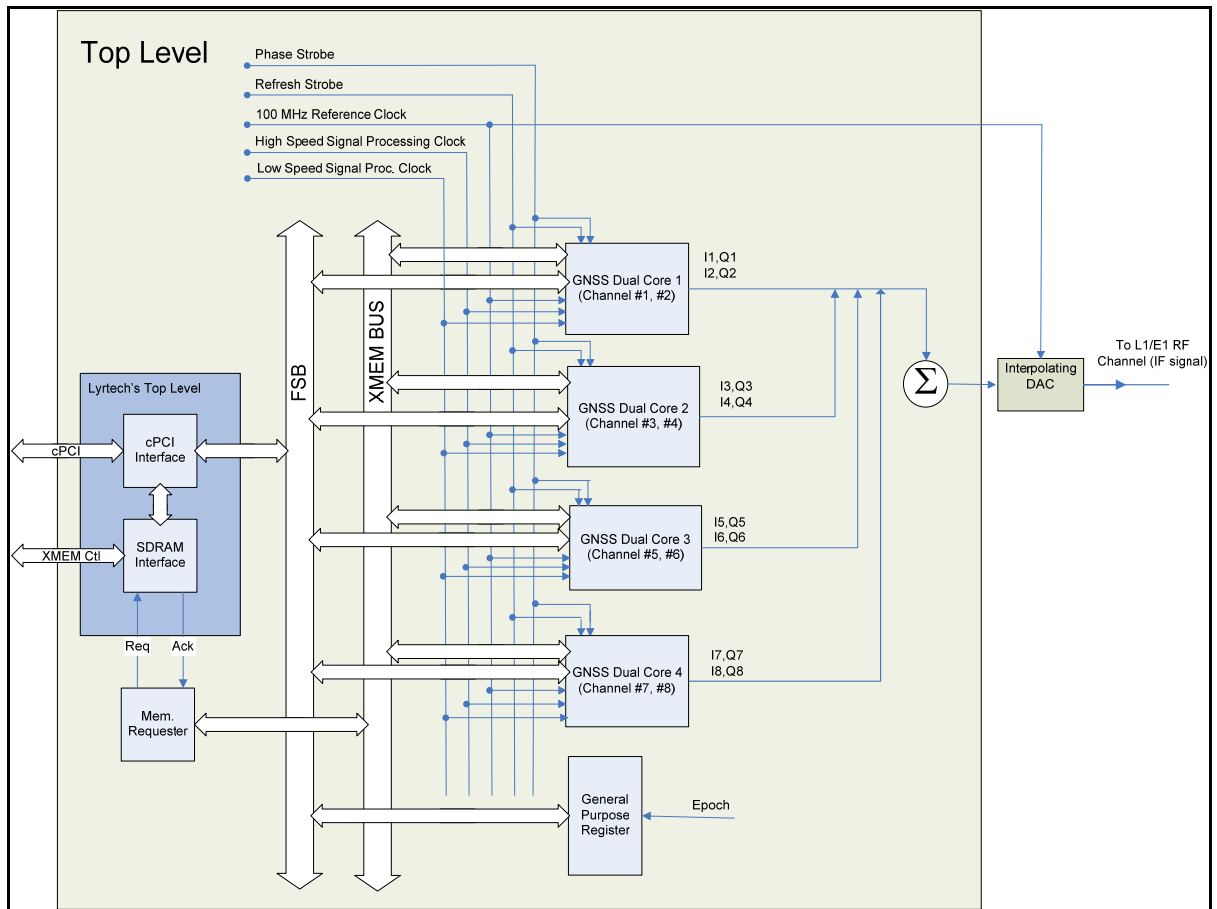 Top Level
Phase Strobe
Refresh Strobe
100 MHz Reference Clock
High Speed Signal Processing Clock
Low Speed Signal Proc. Clock
FSB
XMEM BUS
GNSS Dual Core 1
(Channel #1, #2)
I1,Q1
I2,Q2
GNSS Dual Core 2
(Channel #3, #4)
I3,Q3
I4,Q4
Σ
Interpolating
DAC
To L1/E1 RF
Channel (IF signal)
Lyrtech's Top Level
cPCI
cPCI
Interface
XMEM Ctl
SDRAM
Interface
GNSS Dual Core 3
(Channel #5, #6)
I5,Q5
I6,Q6
Req
Ack
Mem.
Requester
GNSS Dual Core 4
(Channel #7, #8)
I7,Q7
I8,Q8
General
Purpose
Register
Epoch